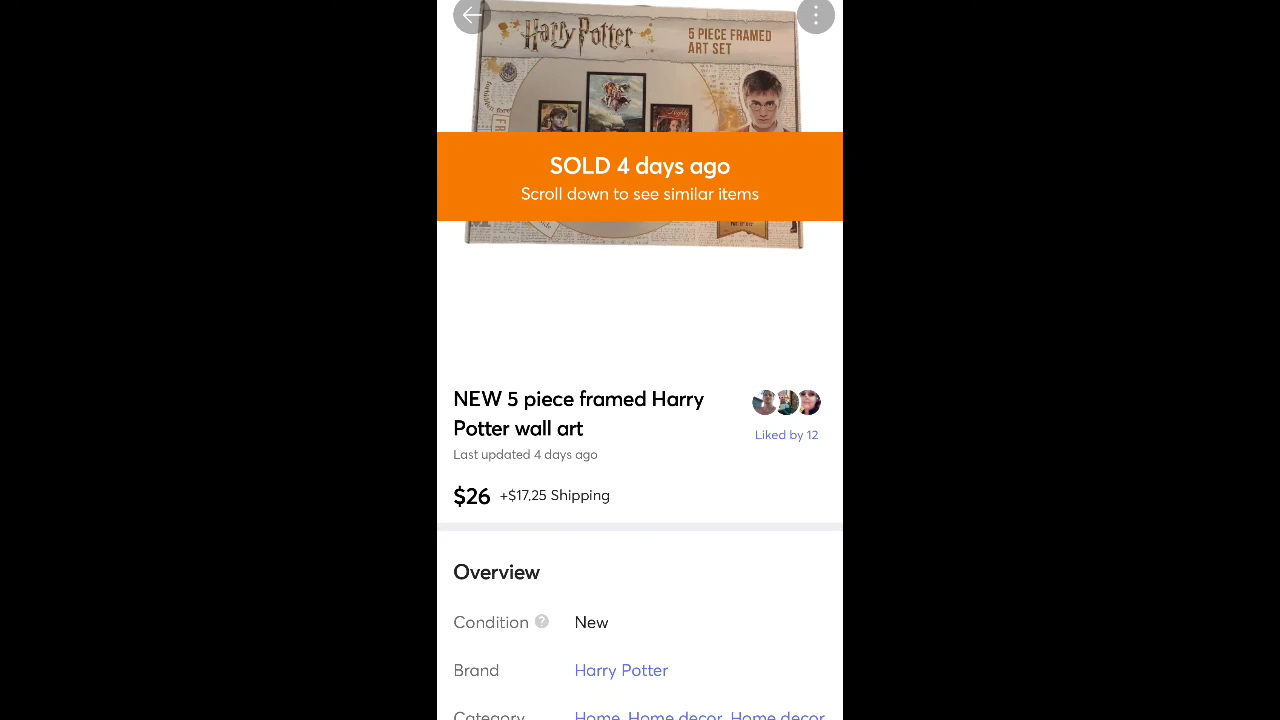 Harry Potter
5 PIECE FRAMED
ART SET
SOLD 4 days ago
Scroll down to see similar items
NEW 5 piece framed Harry
Potter wall art
Liked by 12
Last updated 4 days ago
$26 +$17.25 Shipping
Overview
Condition ? New
Brand Harry Potter
Category Home, Home decor, Home decor